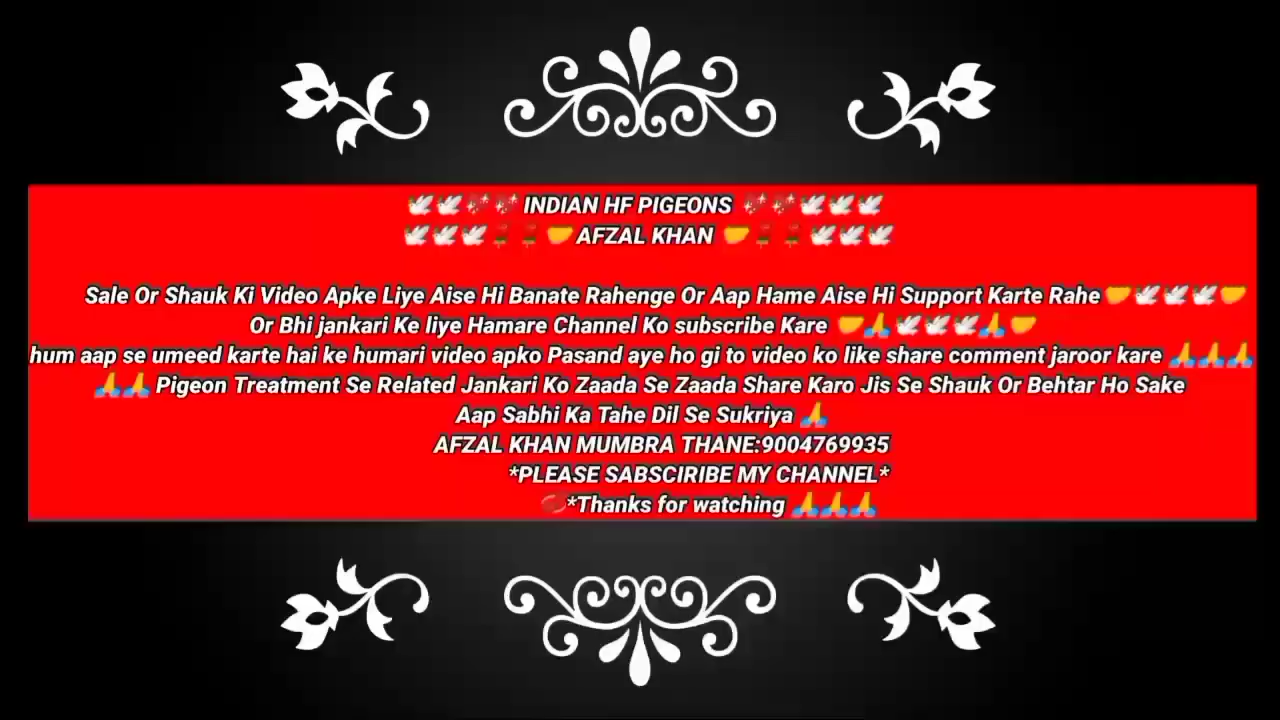 🕊🕊💐💐 INDIAN HF PIGEONS 💐💐🕊🕊🕊
🕊🕊🕊🌹🌹🤝AFZAL KHAN 🤝🌹🌹🕊🕊🕊
Sale Or Shauk Ki Video Apke Liye Aise Hi Banate Rahenge Or Aap Hame Aise Hi Support Karte Rahe🤝🕊🕊🕊🤝
Or Bhi jankari Ke liye Hamare Channel Ko subscribe Kare 🤝🙏🕊🕊🕊🙏🤝
hum aap se umeed karte hai ke humari video apko Pasand aye ho gi to video ko like share comment jaroor kare 🙏🙏🙏
🙏🙏 Pigeon Treatment Se Related Jankari Ko Zaada Se Zaada Share Karo Jis Se Shauk Or Behtar Ho Sake
Aap Sabhi Ka Tahe Dil Se Sukriya 🙏
AFZAL KHAN MUMBRA THANE:9004769935
*PLEASE SABSCIRIBE MY CHANNEL*
⭕*Thanks for watching 🙏🙏🙏